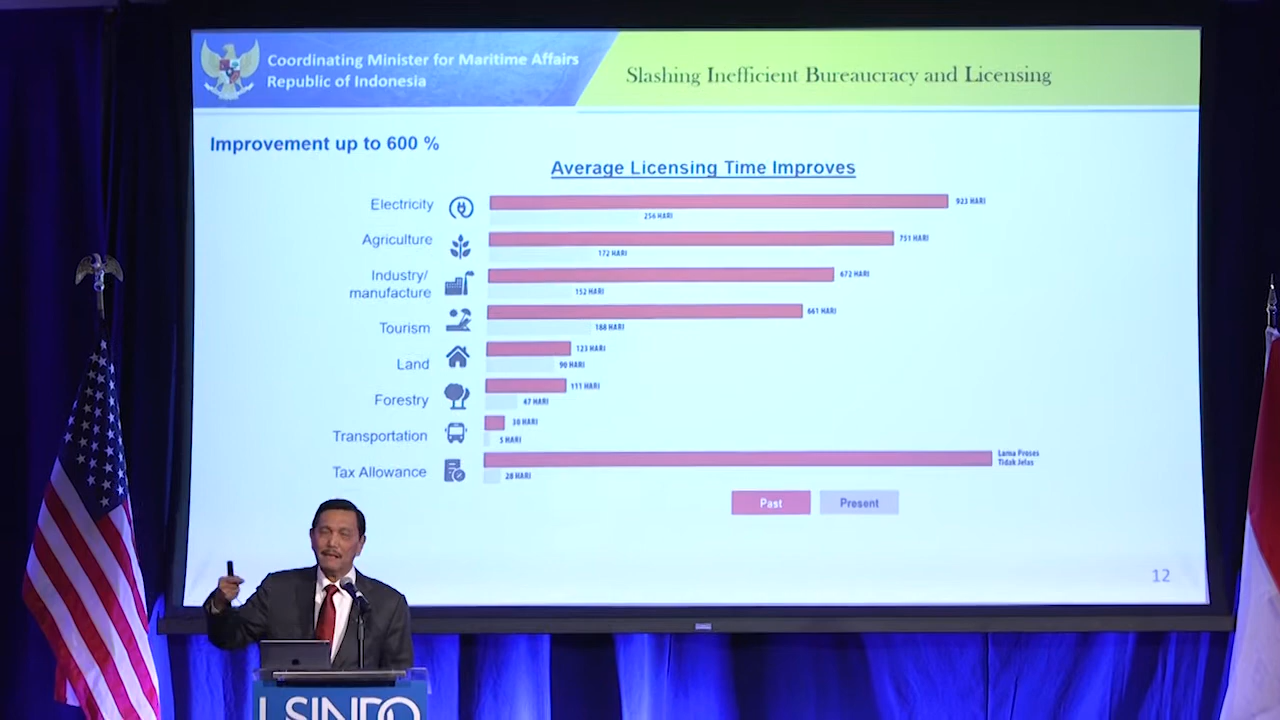 Coordinating Minister for Maritime Affairs
Republic of Indonesia
Slashing Inefficient Bureaucracy and Licensing
Improvement up to 600 %
Average Licensing Time Improves
Electricity
923 HARI
256 HARI
Agriculture
751 HARI
172 HARI
Industry/
manufacture
672 HARI
152 HARI
Tourism
661 HARI
188 HARI
Land
123 HARI
90 HARI
Forestry
111 HARI
47 HARI
Transportation
30 HARI
5 HARI
Tax Allowance
Lama Proses
Tidak Jelas
28 HARI
Past
Present
12
USINDO